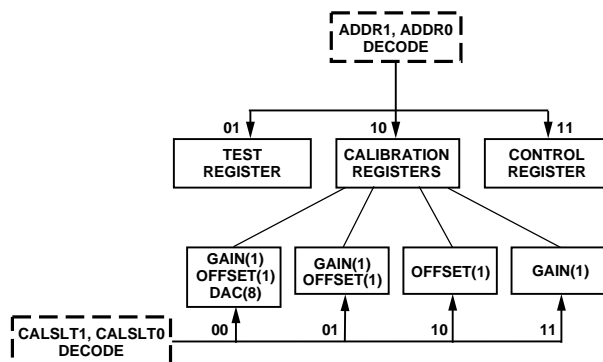 ADDR1, ADDR0
DECODE
01
10
11
TEST
REGISTER
CALIBRATION
REGISTERS
CONTROL
REGISTER
GAIN(1)
OFFSET(1)
DAC(8)
GAIN(1)
OFFSET(1)
OFFSET(1)
GAIN(1)
CALSLT1, CALSLT0
DECODE
00
01
10
11